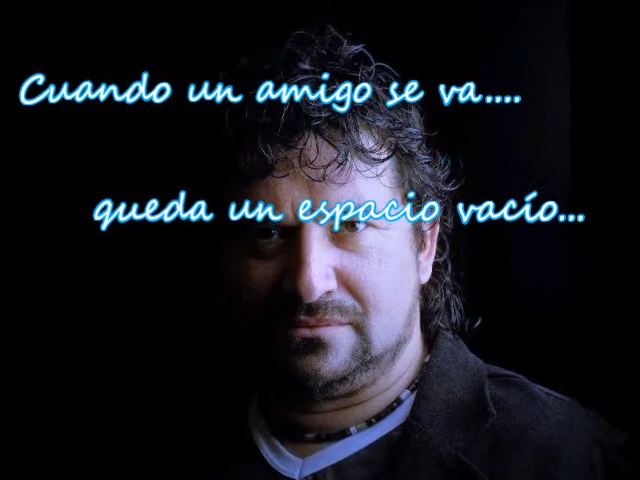 Cuando un amigo se va....
queda un espacio vacío...